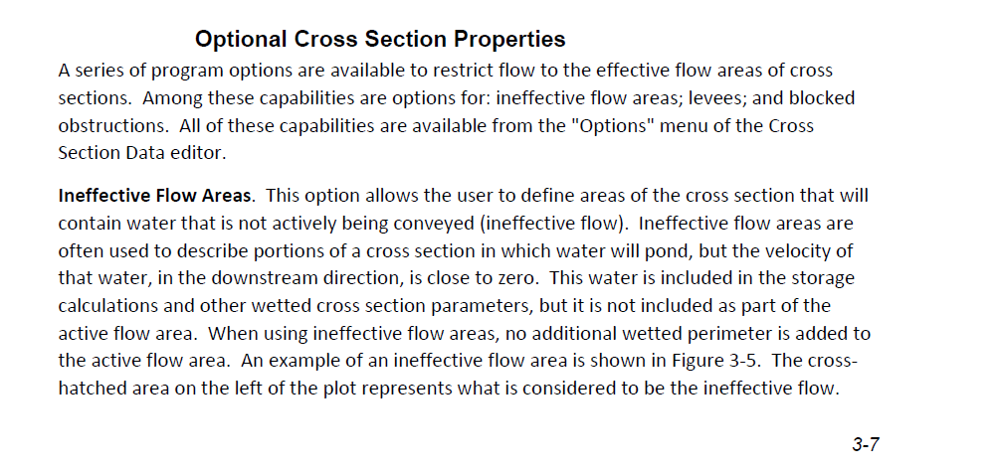 Optional Cross Section Properties
A series of program options are available to restrict flow to the effective flow areas of cross
sections.  Among these capabilities are options for: ineffective flow areas; levees; and blocked
obstructions.  All of these capabilities are available from the "Options" menu of the Cross
Section Data editor.
Ineffective Flow Areas.  This option allows the user to define areas of the cross section that will
contain water that is not actively being conveyed (ineffective flow).  Ineffective flow areas are
often used to describe portions of a cross section in which water will pond, but the velocity of
that water, in the downstream direction, is close to zero.  This water is included in the storage
calculations and other wetted cross section parameters, but it is not included as part of the
active flow area.  When using ineffective flow areas, no additional wetted perimeter is added to
the active flow area.  An example of an ineffective flow area is shown in Figure 3-5.  The cross-
hatched area on the left of the plot represents what is considered to be the ineffective flow.
3-7